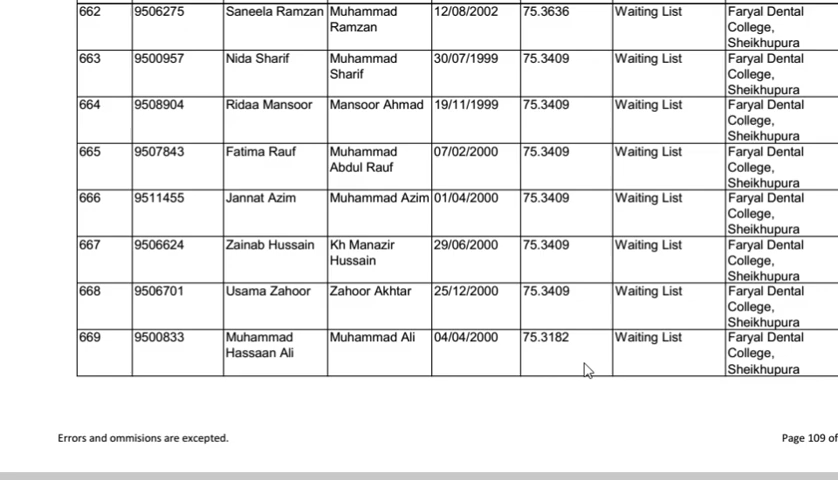 662 9506275 Saneela Ramzan Muhammad 12/08/2002 75.3636 Waiting List Faryal Dental
Ramzan College,
Sheikhupura
663 9500957 Nida Sharif Muhammad 30/07/1999 75.3409 Waiting List Faryal Dental
Sharif College,
Sheikhupura
664 9508904 Ridaa Mansoor Mansoor Ahmad 19/11/1999 75.3409 Waiting List Faryal Dental
College,
Sheikhupura
665 9507843 Fatima Rauf Muhammad 07/02/2000 75.3409 Waiting List Faryal Dental
Abdul Rauf College,
Sheikhupura
666 9511455 Jannat Azim Muhammad Azim 01/04/2000 75.3409 Waiting List Faryal Dental
College,
Sheikhupura
667 9506624 Zainab Hussain Kh Manazir 29/06/2000 75.3409 Waiting List Faryal Dental
Hussain College,
Sheikhupura
668 9506701 Usama Zahoor Zahoor Akhtar 25/12/2000 75.3409 Waiting List Faryal Dental
College,
Sheikhupura
669 9500833 Muhammad Muhammad Ali 04/04/2000 75.3182 Waiting List Faryal Dental
Hassaan Ali College,
Sheikhupura
Errors and ommisions are excepted. Page 109 of